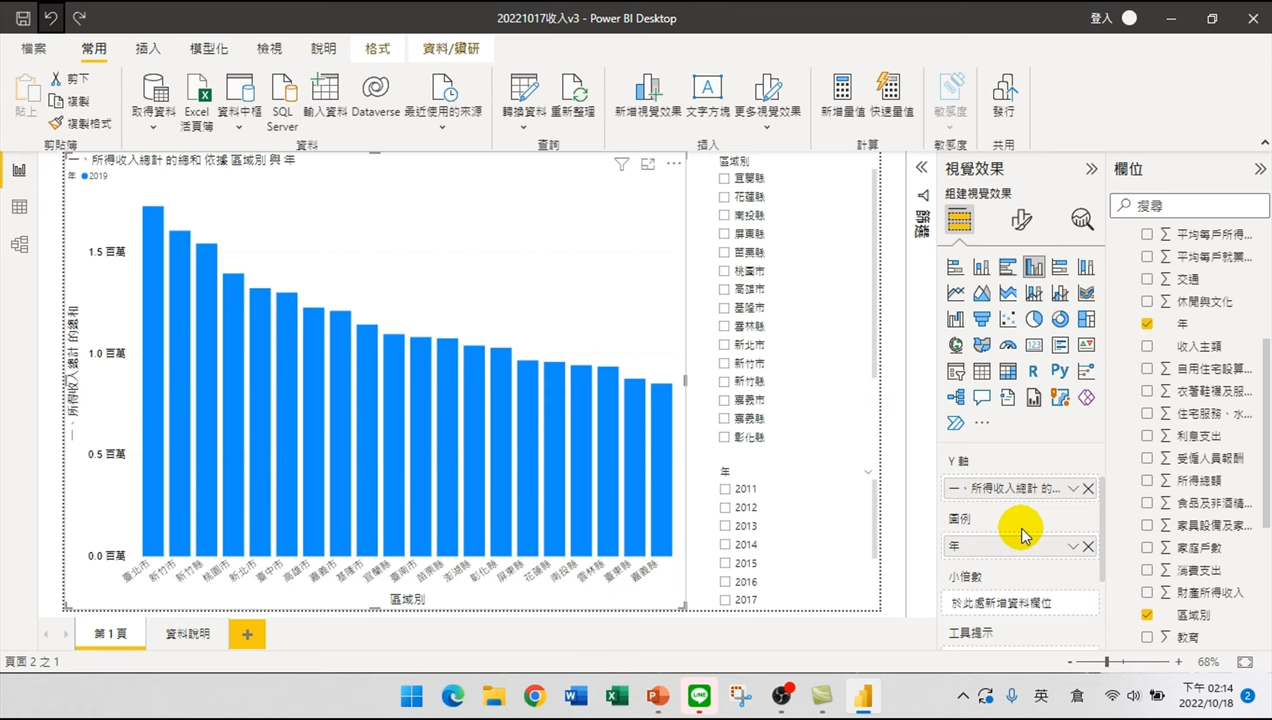 20221017收入v3 - Power BI Desktop
登入
檔案 常用 插入 模型化 檢視 說明 格式 資料/鑽研
貼上
剪下
複製
複製格式
剪貼簿
取得資料
Excel 活頁簿
資料中樞
SQL Server
輸入資料
Dataverse
最近使用的來源
資料
轉換資料
重新整理
查詢
新增視覺效果
文字方塊
更多視覺效果
插入
新增量值
快速量值
計算
敏感度
敏感度
發行
共用
一、所得收入總計 的總和 依據 區域別 與 年
年 2019
一、所得收入總計 的總和
1.5 百萬
1.0 百萬
0.5 百萬
0.0 百萬
臺北市 新竹市 新竹縣 桃園市 新北市 臺中市 高雄市 嘉義市 基隆市 宜蘭縣 臺南市 苗栗縣 澎湖縣 彰化縣 屏東縣 花蓮縣 南投縣 雲林縣 臺東縣 嘉義縣
區域別
區域別
宜蘭縣
花蓮縣
南投縣
屏東縣
苗栗縣
桃園市
高雄市
基隆市
雲林縣
新北市
新竹市
新竹縣
嘉義市
嘉義縣
彰化縣
年
2011
2012
2013
2014
2015
2016
2017
篩選
視覺效果
組建視覺效果
123
R
Py
Y 軸
一、所得收入總計 的...
圖例
年
小倍數
於此處新增資料欄位
工具提示
欄位
搜尋
平均每戶所得...
平均每戶就業...
交通
休閒與文化
年
收入主類
自用住宅設算...
衣著鞋襪及服...
住宅服務、水...
利息支出
受僱人員報酬
所得總額
食品及非酒精...
家具設備及家...
家庭戶數
消費支出
財產所得收入
區域別
教育
第 1 頁
資料說明
頁面 2 之 1
68%
英
倉
下午 02:14
2022/10/18
2